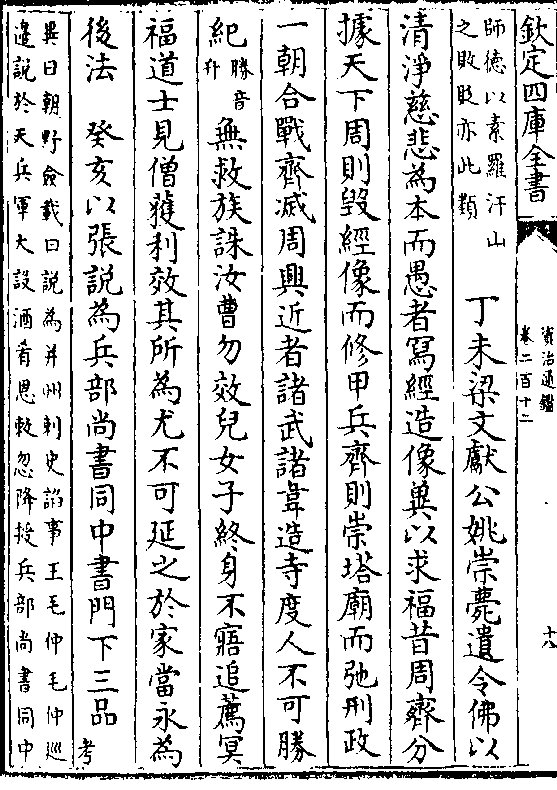 欽定四庫全書
資治通鑑
卷二百十二
十八
師德以素羅汗山
之敗貶亦此類
丁未梁文獻公姚崇薨遺令佛以
清淨慈悲為本而愚者寫經造像兾以求福昔周齊分
據天下周則毀經像而修甲兵齊則崇塔廟而弛刑政
一朝合戰齊滅周興近者諸武諸韋造寺度人不可勝
紀
勝音
升
無救族誅汝曹勿效兒女子終身不寤追薦冥
福道士見僧獲利效其所為尤不可延之於家當永為
後法 癸亥以張說為兵部尚書同中書門下三品
考
異曰朝野僉載曰說為并州刺史諂事王毛仲毛仲巡
邉説於天兵軍大設酒肴恩敕忽降授兵部尚書同中